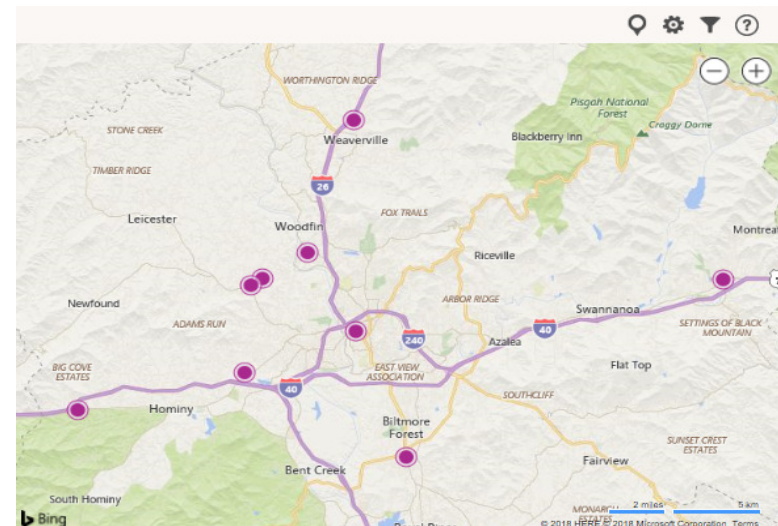 ?
WORTHINGTON RIDGE
Pisgah National
Forest
Craggy Dome
STONE CREEK
Weaverville
Blackberry Inn
TIMBER RIDGE
26
Leicester
FOX TRAILS
Woodfin
Montreat
Riceville
Newfound
ARBOR RIDGE
Swannanoa
ADAMS RUN
40
SETTINGS OF BLACK
MOUNTAIN
240
Azalea
BIG COVE
ESTATES
EAST VIEW
ASSOCIATION
Flat Top
40
SOUTHCLIFF
Hominy
Biltmore
Forest
SUNSET CREST
ESTATES
Bent Creek
Fairview
South Hominy
MONARCH
ESTATES
2 miles
5 km
Bing
© 2018 HERE © 2018 Microsoft Corporation Terms